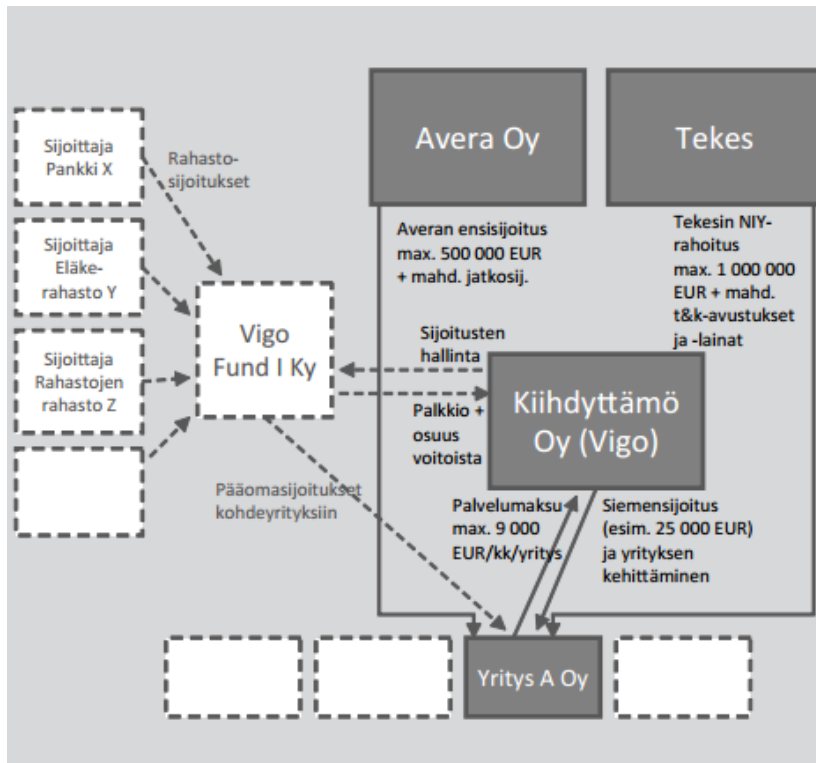 Avera Oy
Tekes
Sijoittaja
Pankki X
Rahasto-
sijoitukset
Sijoittaja
Eläke-
rahasto Y
Sijoittaja
Rahastojen
rahasto Z
Vigo
Fund I Ky
Averan ensisijoitus
max. 500 000 EUR
+ mahd. jatkosij.
Tekesin NIY-
rahoitus
max. 1 000 000
EUR + mahd.
t&k-avustukset
ja -lainat
Sijoitusten
hallinta
Palkkio +
osuus
voitoista
Kiihdyttämö
Oy (Vigo)
Pääomasijoitukset
kohdeyrityksiin
Palvelumaksu
max. 9 000
EUR/kk/yritys
Siemensijoitus
(esim. 25 000 EUR)
ja yrityksen
kehittäminen
Yritys A Oy